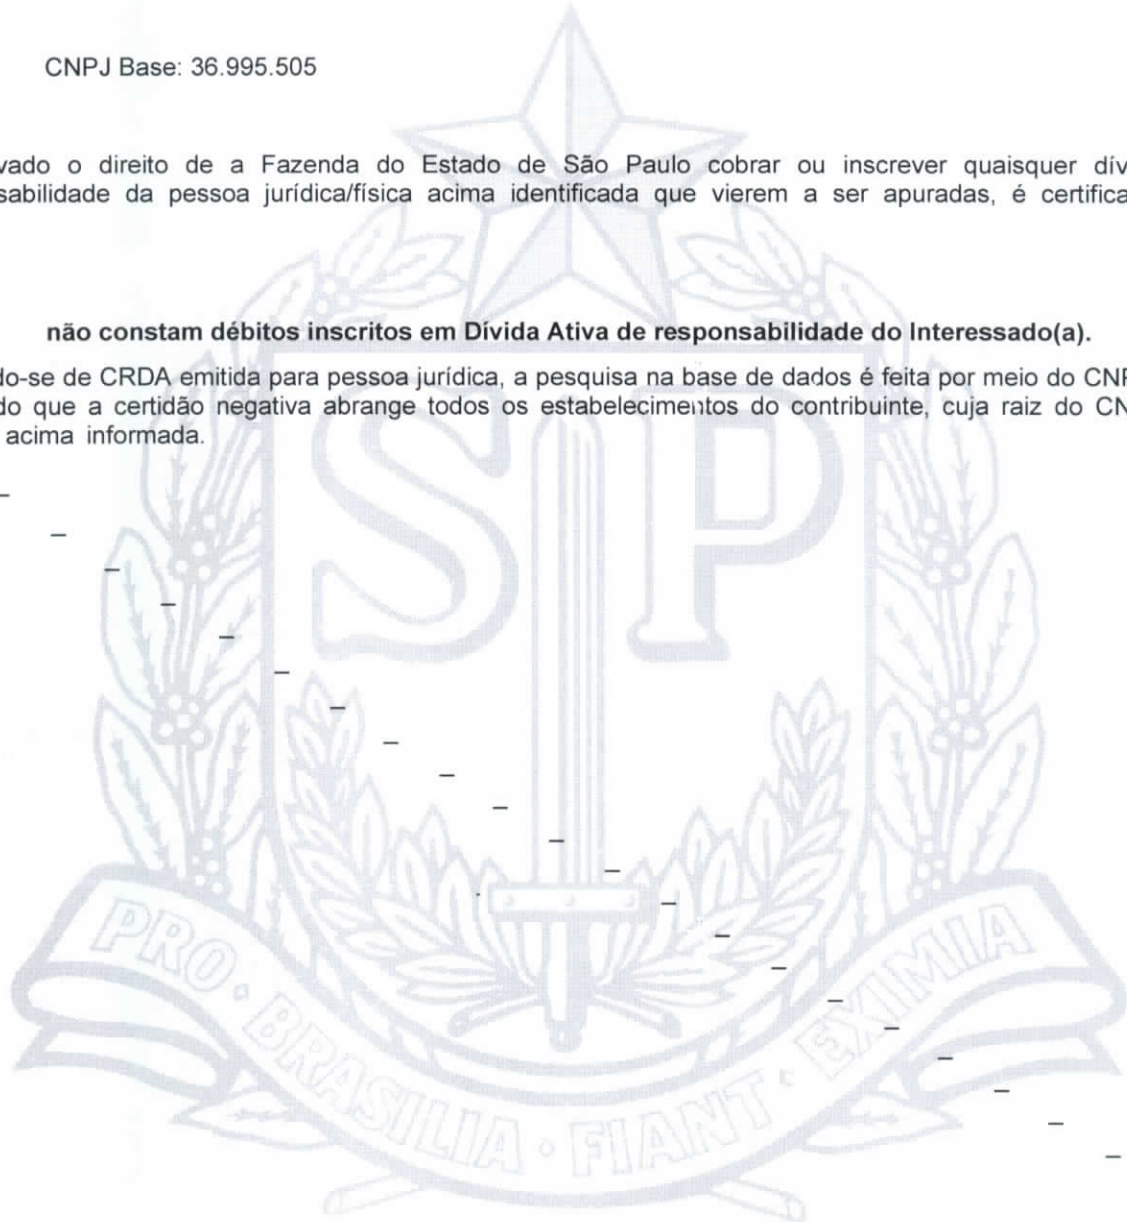 CNPJ Base: 36.995.505
vado o direito de a Fazenda do Estado de São Paulo cobrar ou inscrever quaisquer dív
sabilidade da pessoa jurídica/física acima identificada que vierem a ser apuradas, é certifica
não constam débitos inscritos em Dívida Ativa de responsabilidade do Interessado(a).
do-se de CRDA emitida para pessoa jurídica, a pesquisa na base de dados é feita por meio do CNP
do que a certidão negativa abrange todos os estabelecimentos do contribuinte, cuja raiz do CN
acima informada.
SP
PRO · BRASILIA · FIANT · EXIMIA